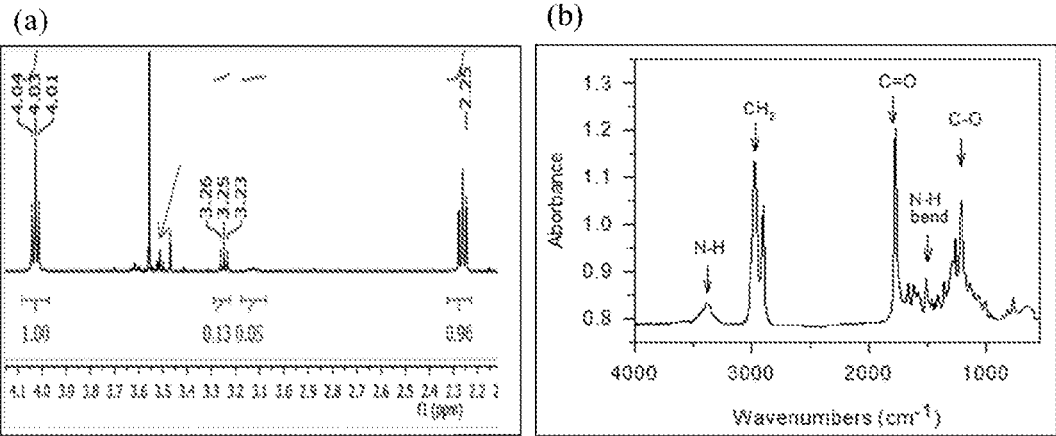 (a)
4.04
4.03
4.01
3.26
3.25
3.23
2.25
1.00
0.13 0.05
0.96
4.1 4.0 3.9 3.8 3.7 3.6 3.5 3.4 3.3 3.2 3.1 3.0 2.9 2.8 2.7 2.6 2.5 2.4 2.3 2.2 2
f1 (ppm)
(b)
Absorbance
1.3
1.2
1.1
1.0
0.9
0.8
N-H
CH₂
C=O
N-H
bend
C-O
4000 3000 2000 1000
Wavenumbers (cm⁻¹)